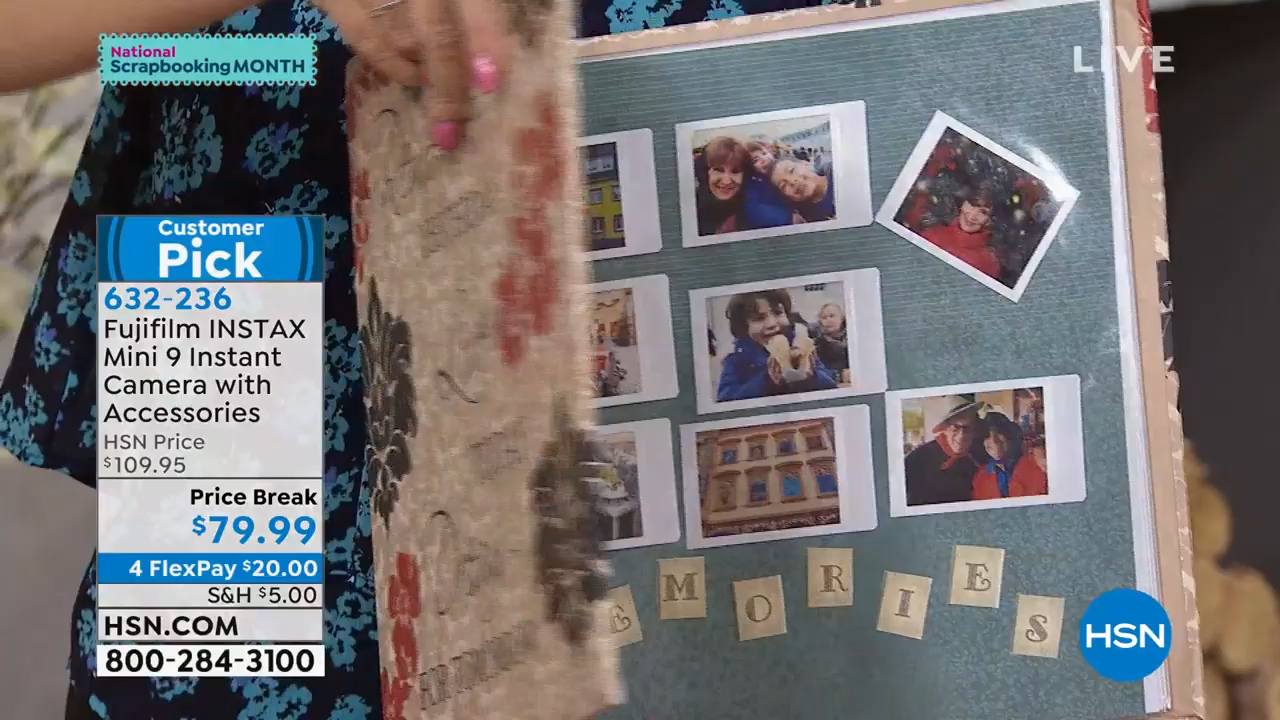 National
Scrapbooking MONTH
LIVE
Customer
Pick
632-236
Fujifilm INSTAX
Mini 9 Instant
Camera with
Accessories
HSN Price
$109.95
Price Break
$79.99
4 FlexPay $20.00
S&H $5.00
HSN.COM
800-284-3100
EMORIES
HSN